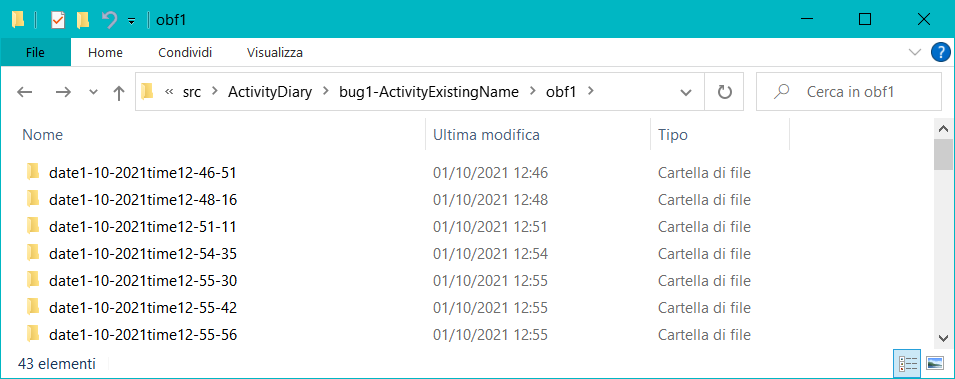 obf1
File Home Condividi Visualizza
« src ActivityDiary bug1-ActivityExistingName obf1 Cerca in obf1
Nome Ultima modifica Tipo
date1-10-2021time12-46-51 01/10/2021 12:46 Cartella di file
date1-10-2021time12-48-16 01/10/2021 12:48 Cartella di file
date1-10-2021time12-51-11 01/10/2021 12:51 Cartella di file
date1-10-2021time12-54-35 01/10/2021 12:54 Cartella di file
date1-10-2021time12-55-30 01/10/2021 12:55 Cartella di file
date1-10-2021time12-55-42 01/10/2021 12:55 Cartella di file
date1-10-2021time12-55-56 01/10/2021 12:55 Cartella di file
43 elementi